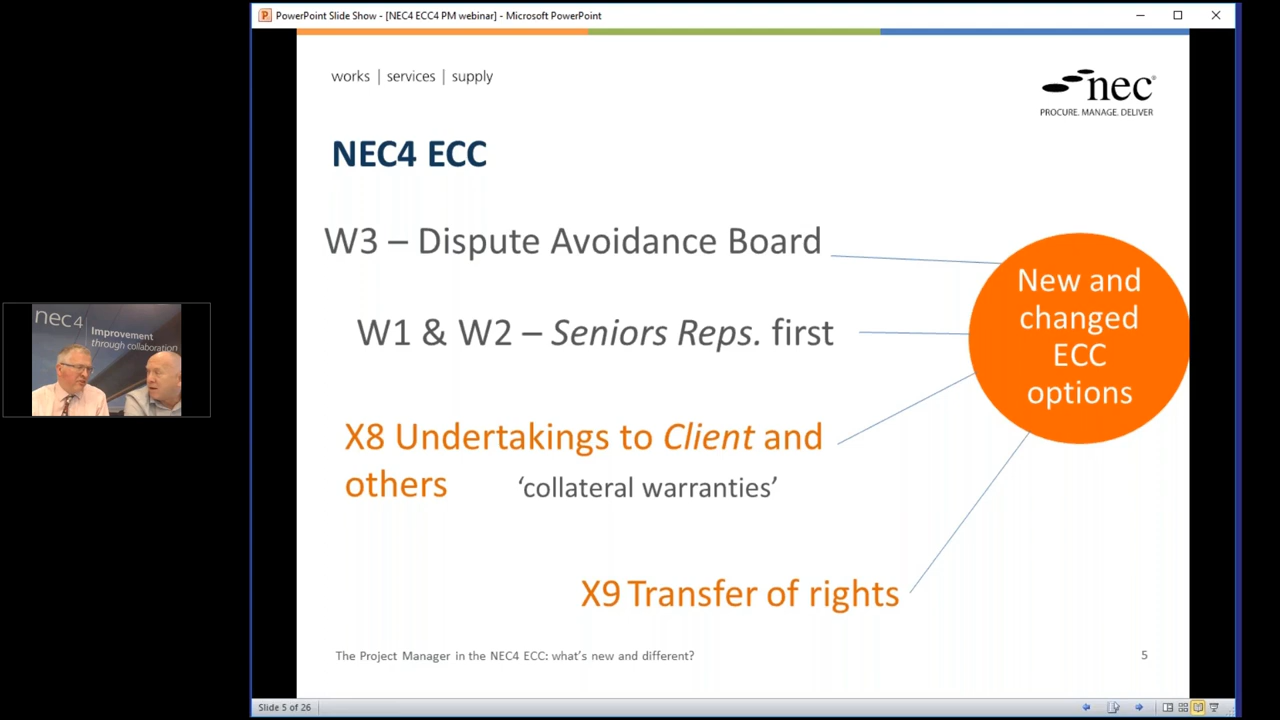 PowerPoint Slide Show - [NEC4 ECC4 PM webinar] - Microsoft PowerPoint
works | services | supply
nec®
PROCURE. MANAGE. DELIVER
NEC4 ECC
W3 – Dispute Avoidance Board
W1 & W2 – Seniors Reps. first
X8 Undertakings to Client and
others
‘collateral warranties’
X9 Transfer of rights
New and
changed
ECC
options
nec4
Improvement
through collaboration
The Project Manager in the NEC4 ECC: what’s new and different?
5
Slide 5 of 26